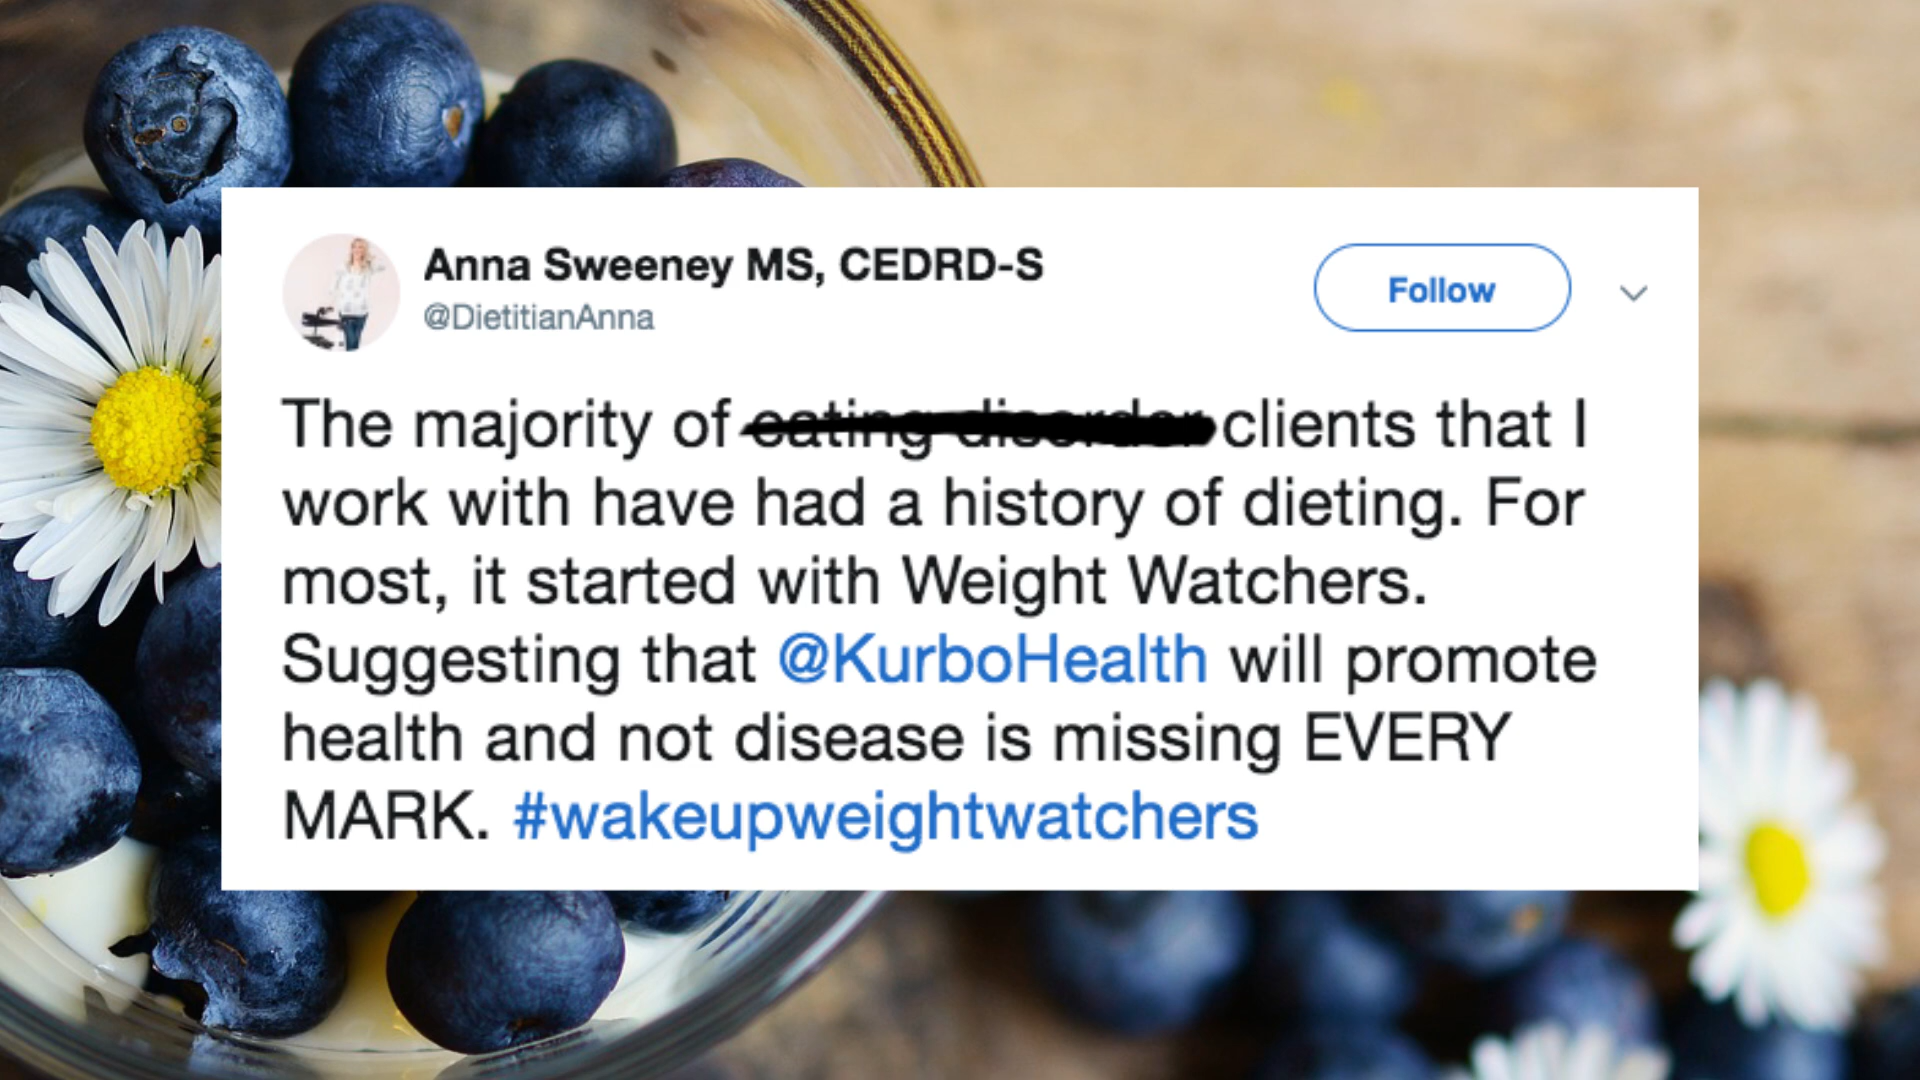 Anna Sweeney MS, CEDRD-S
@DietitianAnna
Follow
The majority of eating disorder clients that I
work with have had a history of dieting. For
most, it started with Weight Watchers.
Suggesting that @KurboHealth will promote
health and not disease is missing EVERY
MARK. #wakeupweightwatchers